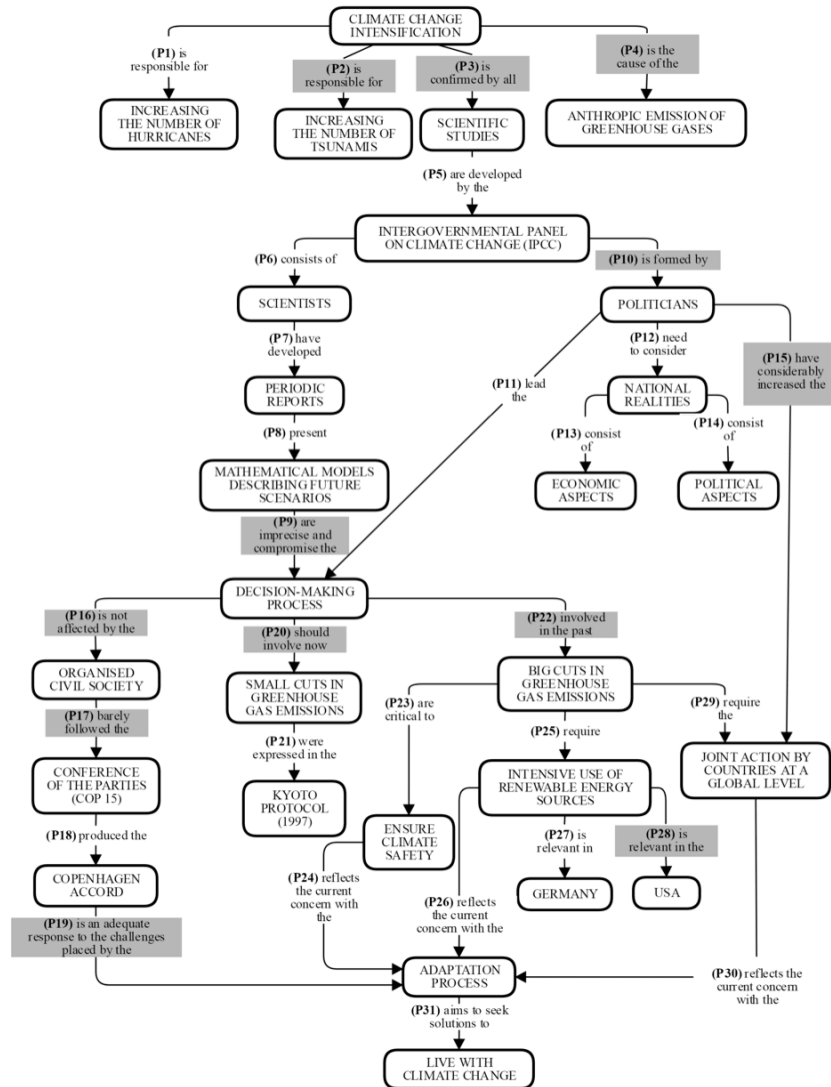 CLIMATE CHANGE
INTENSIFICATION
(P1) is
responsible for
(P2) is
responsible for
(P3) is
confirmed by all
(P4) is the
cause of the
INCREASING
THE NUMBER OF
HURRICANES
INCREASING
THE NUMBER OF
TSUNAMIS
SCIENTIFIC
STUDIES
ANTHROPIC EMISSION OF
GREENHOUSE GASES
(P5) are developed
by the
INTERGOVERNMENTAL PANEL
ON CLIMATE CHANGE (IPCC)
(P6) consists of
(P10) is formed by
SCIENTISTS
POLITICIANS
(P7) have
developed
(P12) need
to consider
(P15) have
considerably
increased the
(P11) lead
the
PERIODIC
REPORTS
NATIONAL
REALITIES
(P8) present
(P13) consist
of
(P14) consist
of
MATHEMATICAL MODELS
DESCRIBING FUTURE
SCENARIOS
ECONOMIC
ASPECTS
POLITICAL
ASPECTS
(P9) are
imprecise and
compromise the
DECISION-MAKING
PROCESS
(P16) is not
affected by the
(P20) should
involve now
(P22) involved
in the past
ORGANISED
CIVIL SOCIETY
SMALL CUTS IN
GREENHOUSE
GAS EMISSIONS
BIG CUTS IN
GREENHOUSE
GAS EMISSIONS
(P17) barely
followed the
(P21) were
expressed in the
(P23) are
critical to
(P25) require
(P29) require
the
CONFERENCE
OF THE PARTIES
(COP 15)
KYOTO
PROTOCOL
(1997)
ENSURE
CLIMATE
SAFETY
INTENSIVE USE OF
RENEWABLE ENERGY
SOURCES
JOINT ACTION BY
COUNTRIES AT A
GLOBAL LEVEL
(P18) produced the
(P27) is
relevant in
(P28) is
relevant in the
COPENHAGEN
ACCORD
(P24) reflects
the current
concern with
the
(P26) reflects
the current
concern with the
GERMANY
USA
(P19) is an adequate
response to the challenges
placed by the
ADAPTATION
PROCESS
(P30) reflects the
current concern
with the
(P31) aims to seek
solutions to
LIVE WITH
CLIMATE CHANGE